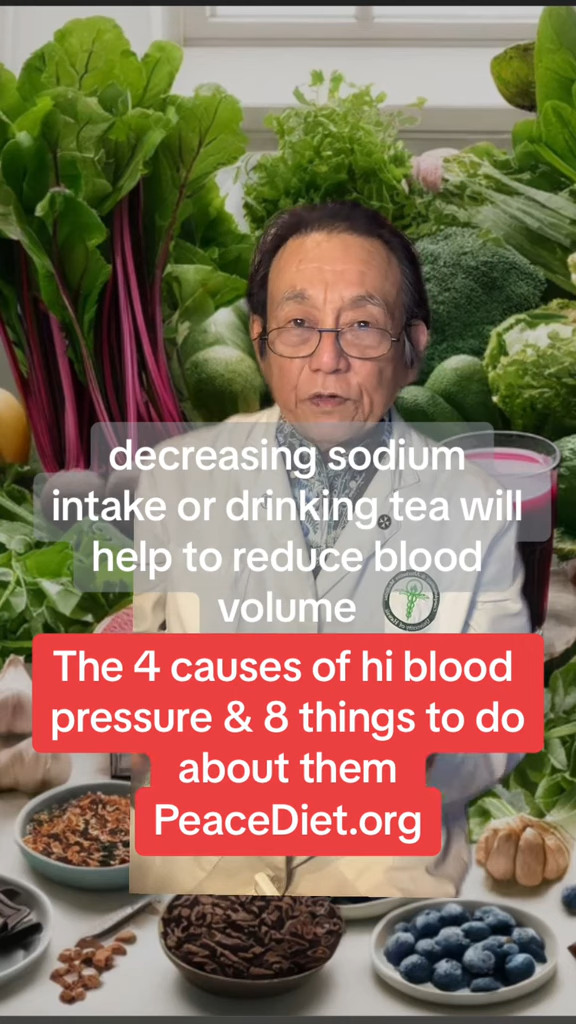 decreasing sodium
intake or drinking tea will
help to reduce blood
volume
The 4 causes of hi blood
pressure & 8 things to do
about them
PeaceDiet.org